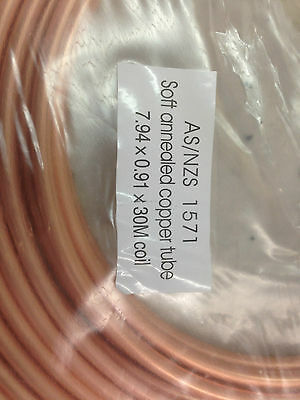 AS/NZS 1571
Soft annealed copper tube
7.94 x 0.91 x 30M coil